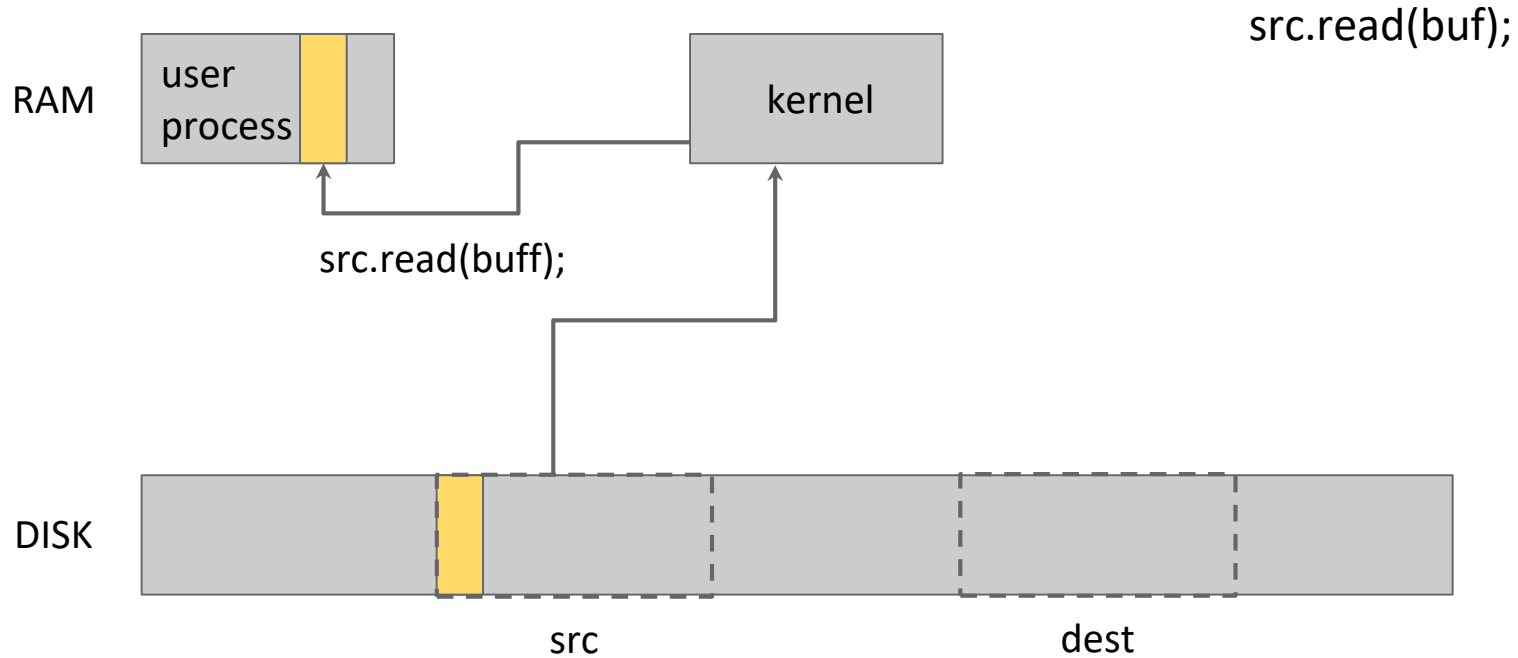 src.read(buf);
RAM
user
process
kernel
src.read(buff);
DISK
src
dest